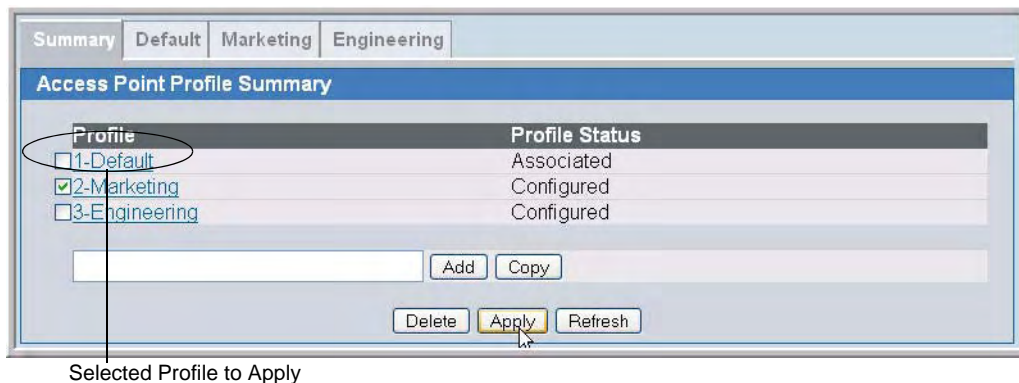 Summary Default Marketing Engineering
Access Point Profile Summary
Profile Profile Status
1-Default Associated
2-Marketing Configured
3-Engineering Configured
Add Copy
Delete Apply Refresh
Selected Profile to Apply